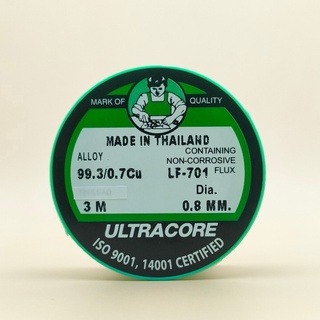 MARK OF QUALITY
MADE IN THAILAND
ALLOY CONTAINING
NON-CORROSIVE
99.3/0.7Cu LF-701 FLUX
Dia.
3 M 0.8 MM.
ULTRACORE
ISO 9001, 14001 CERTIFIED